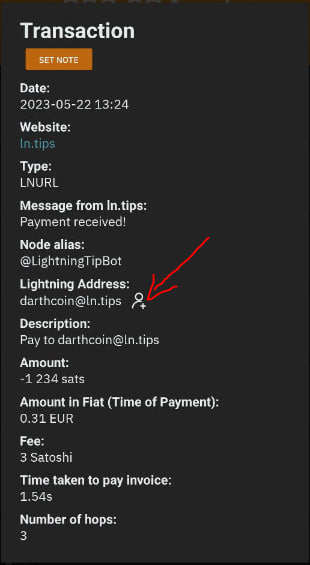 Transaction
SET NOTE
Date:
2023-05-22 13:24
Website:
ln.tips
Type:
LNURL
Message from ln.tips:
Payment received!
Node alias:
@LightningTipBot
Lightning Address:
darthcoin@ln.tips
Description:
Pay to darthcoin@ln.tips
Amount:
-1 234 sats
Amount in Fiat (Time of Payment):
0.31 EUR
Fee:
3 Satoshi
Time taken to pay invoice:
1.54s
Number of hops:
3